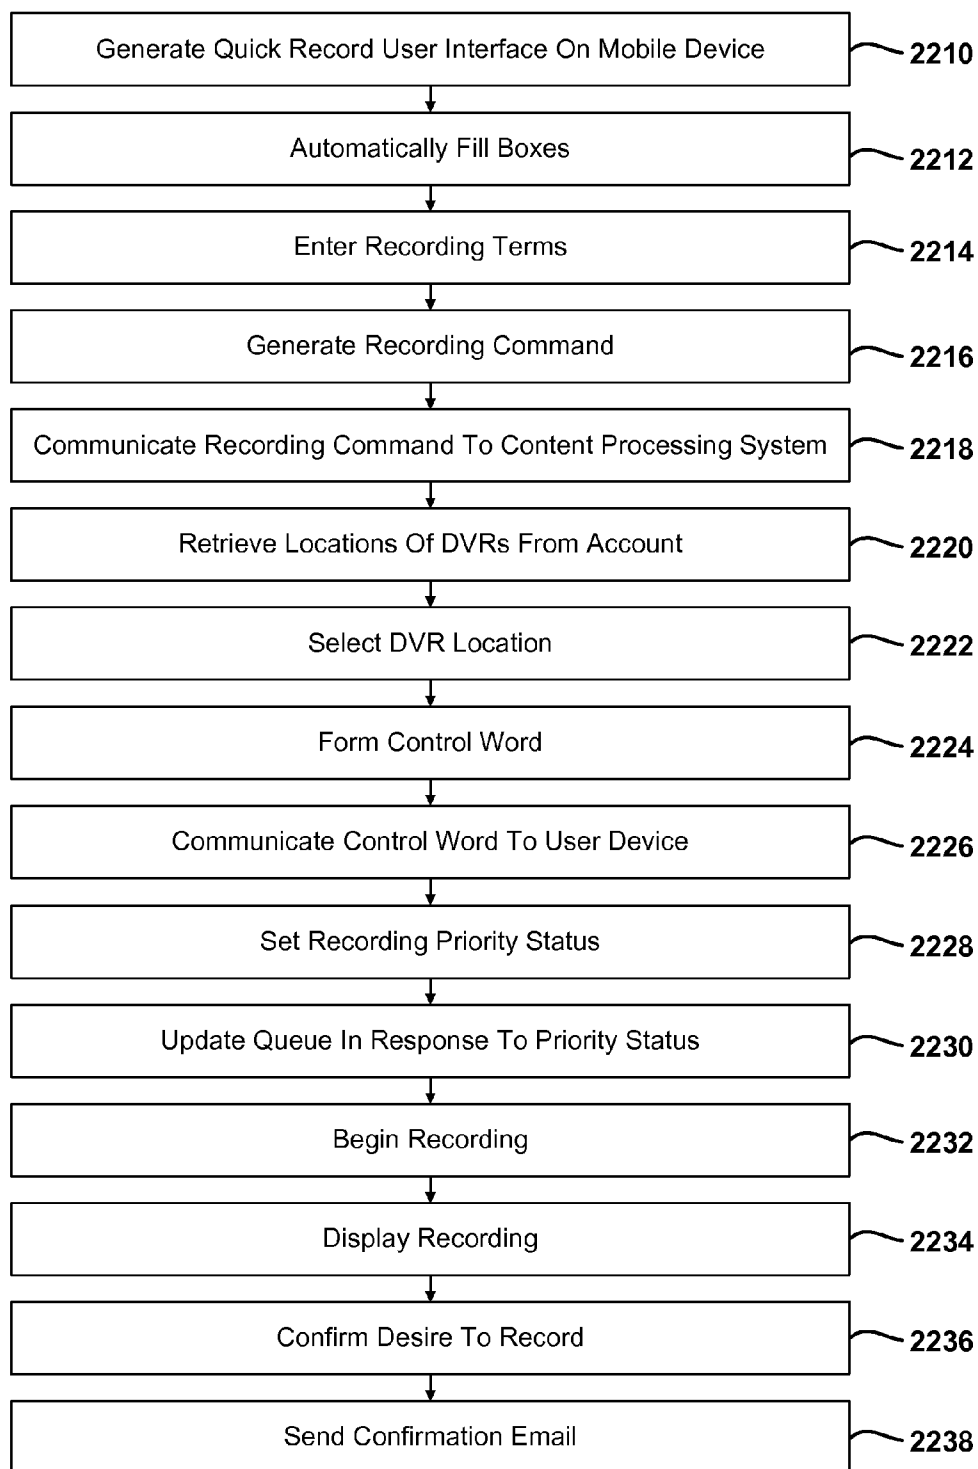 Generate Quick Record User Interface On Mobile Device 2210
Automatically Fill Boxes 2212
Enter Recording Terms 2214
Generate Recording Command 2216
Communicate Recording Command To Content Processing System 2218
Retrieve Locations Of DVRs From Account 2220
Select DVR Location 2222
Form Control Word 2224
Communicate Control Word To User Device 2226
Set Recording Priority Status 2228
Update Queue In Response To Priority Status 2230
Begin Recording 2232
Display Recording 2234
Confirm Desire To Record 2236
Send Confirmation Email 2238